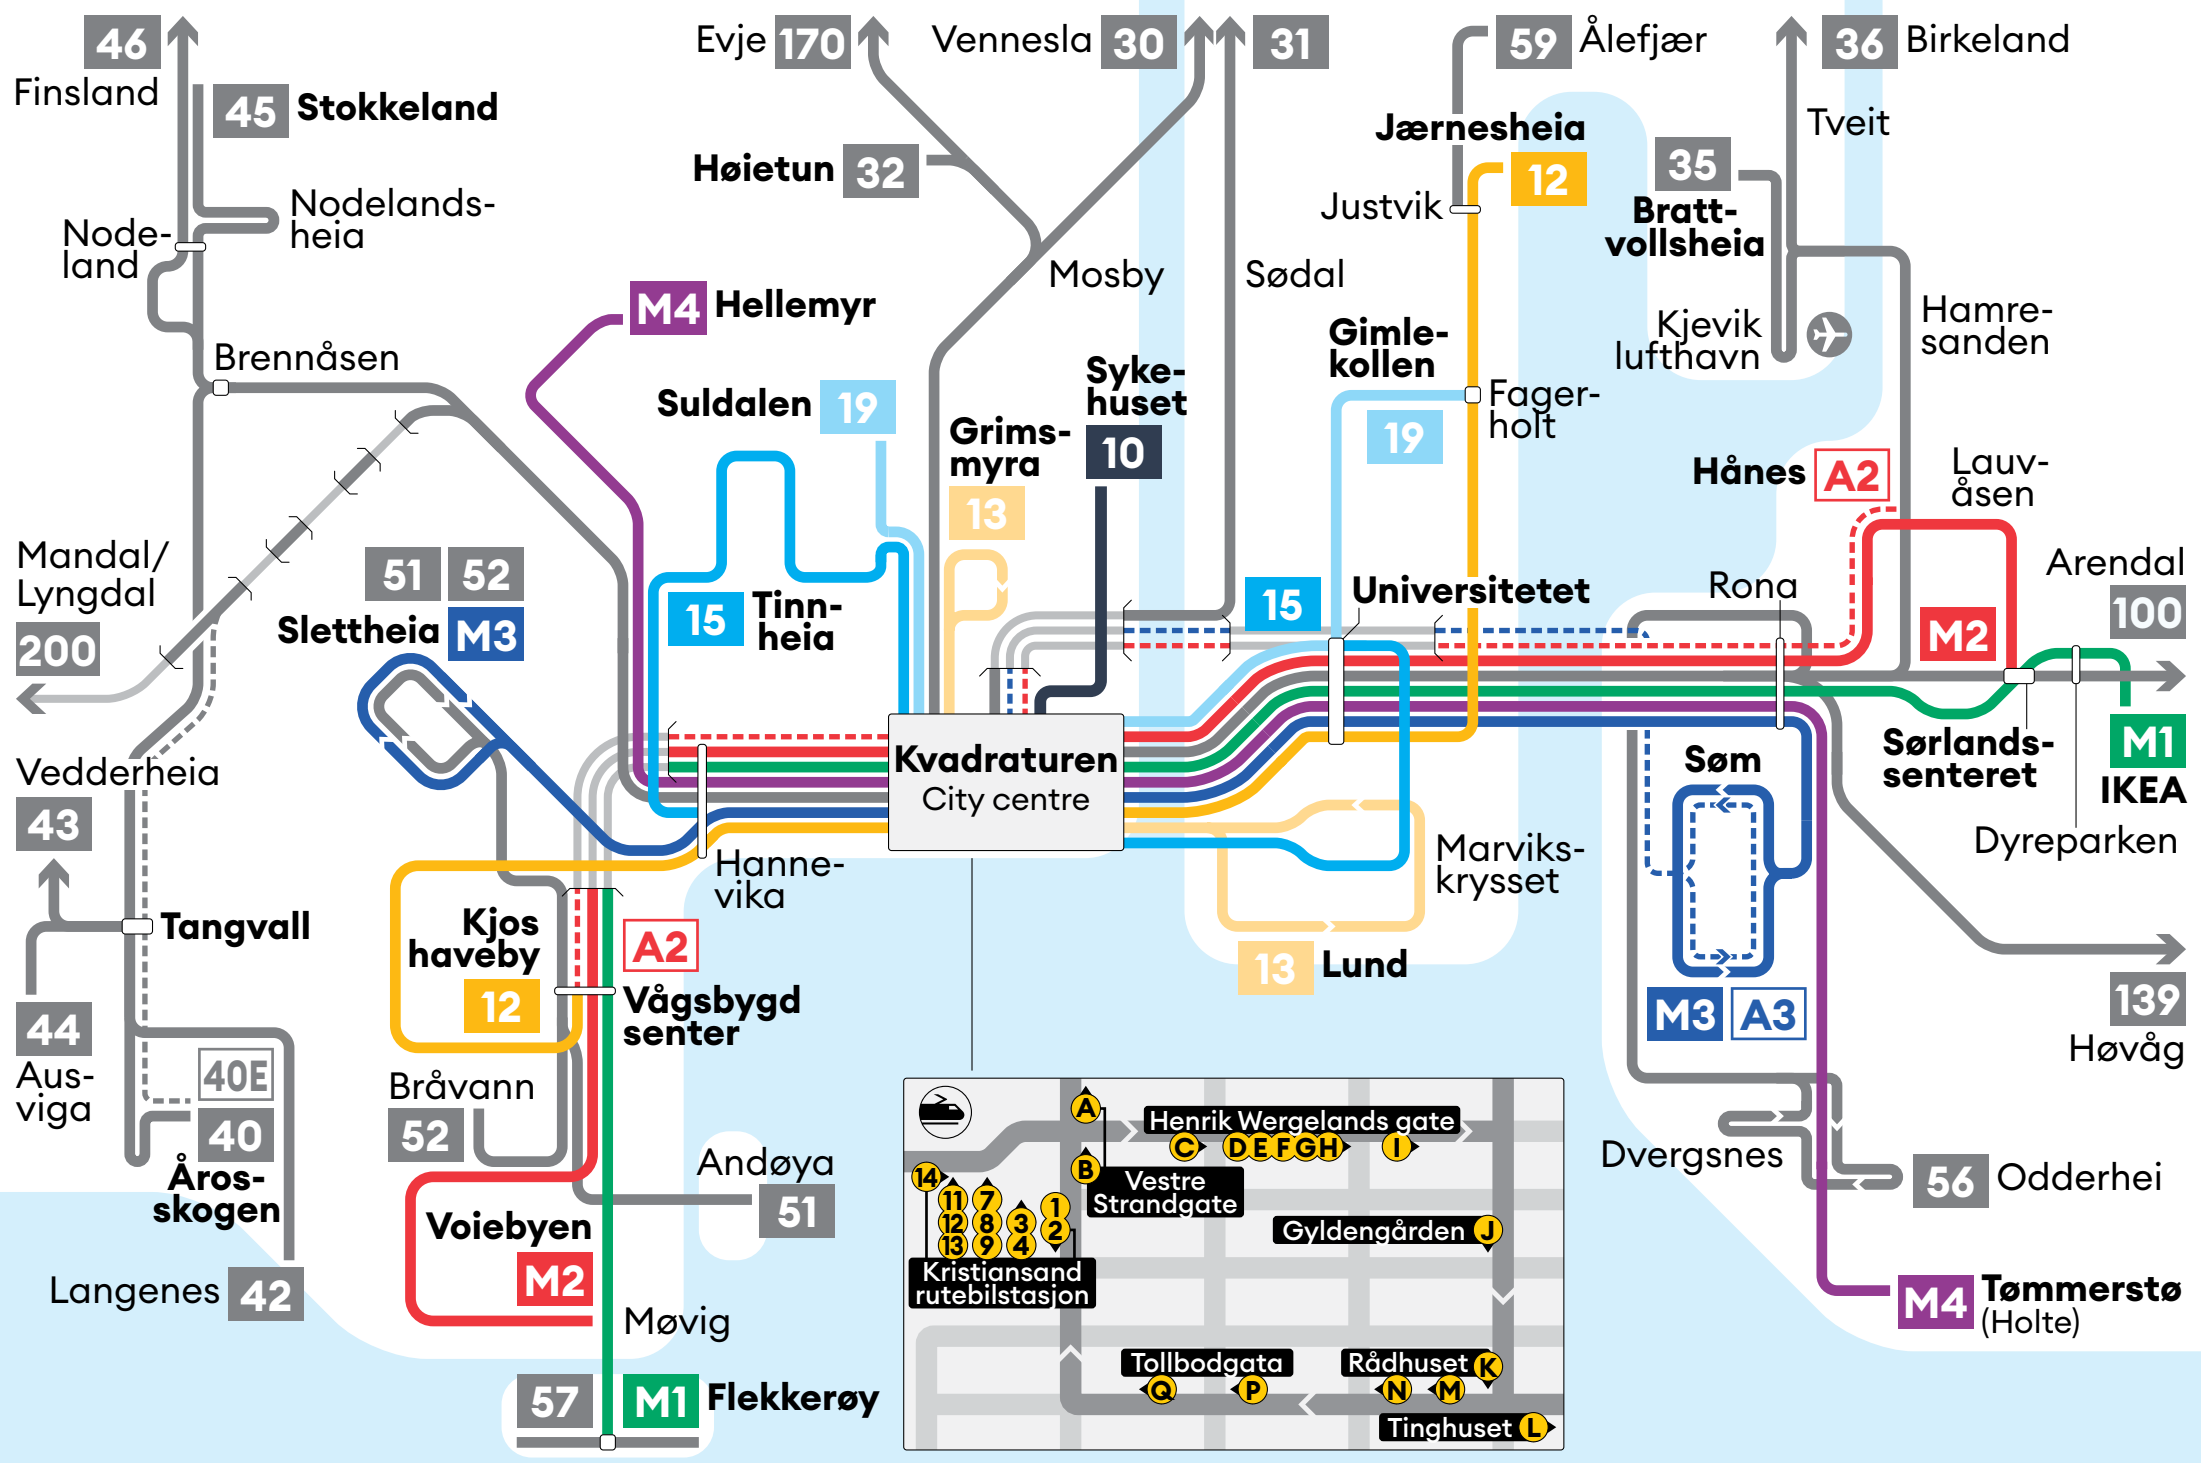 46
Finsland
45 Stokkeland
Evje 170
Vennesla 30
31
59 Ålefjær
36 Birkeland
Tveit
Jærnesheia
12
Høietun 32
35
Bratt-
vollsheia
Justvik
Nodelands-
heia
Node-
land
M4 Hellemyr
Mosby
Sødal
Kjevik
lufthavn
Hamre-
sanden
Brennåsen
Gimle-
kollen
19
Fager-
holt
Suldalen 19
Syke-
huset
10
Grims-
myra
13
Hånes A2
Lauv-
åsen
Mandal/
Lyngdal
200
51 52
Slettheia M3
15 Tinn-
heia
15
Universitetet
Rona
M2
Arendal
100
Kvadraturen
City centre
Vedderheia
43
Søm
Sørlands-
senteret
M1
IKEA
Dyreparken
Hanne-
vika
Marviks-
krysset
Tangvall
Kjos
haveby
12
A2
Vågsbygd
senter
13 Lund
M3 A3
139
Høvåg
44
Aus-
viga
40E
40
Åros-
skogen
Bråvann
52
Andøya
51
Dvergsnes
56 Odderhei
Voiebyen
M2
Langenes 42
Møvig
M4 Tømmerstø
(Holte)
57 M1 Flekkerøy
A
Henrik Wergelands gate
C D E F G H I
B
Vestre
Strandgate
14
11 7 1
12 8 3 2
13 9 4
Kristiansand
rutebilstasjon
Gyldengården J
Tollbodgata
Q P
Rådhuset K
N M
Tinghuset L